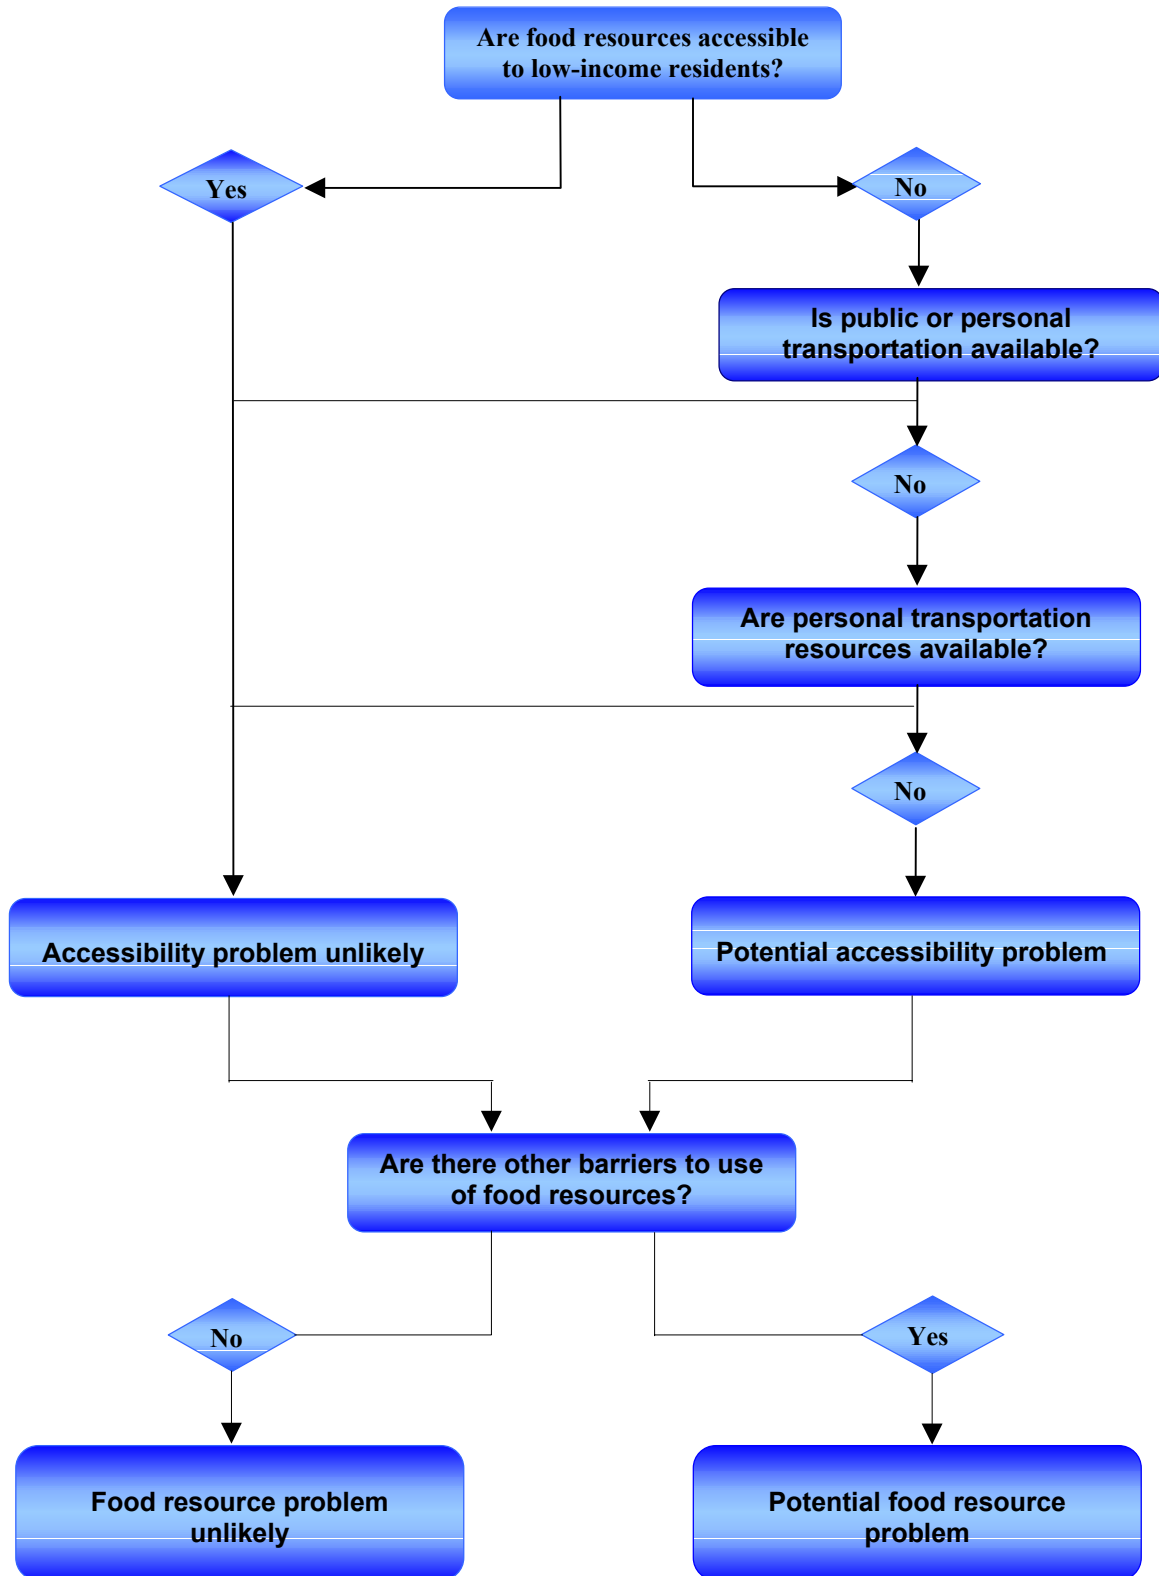 Are food resources accessible
to low-income residents?
Yes
No
Is public or personal
transportation available?
No
Are personal transportation
resources available?
No
Accessibility problem unlikely
Potential accessibility problem
Are there other barriers to use
of food resources?
No
Yes
Food resource problem
unlikely
Potential food resource
problem